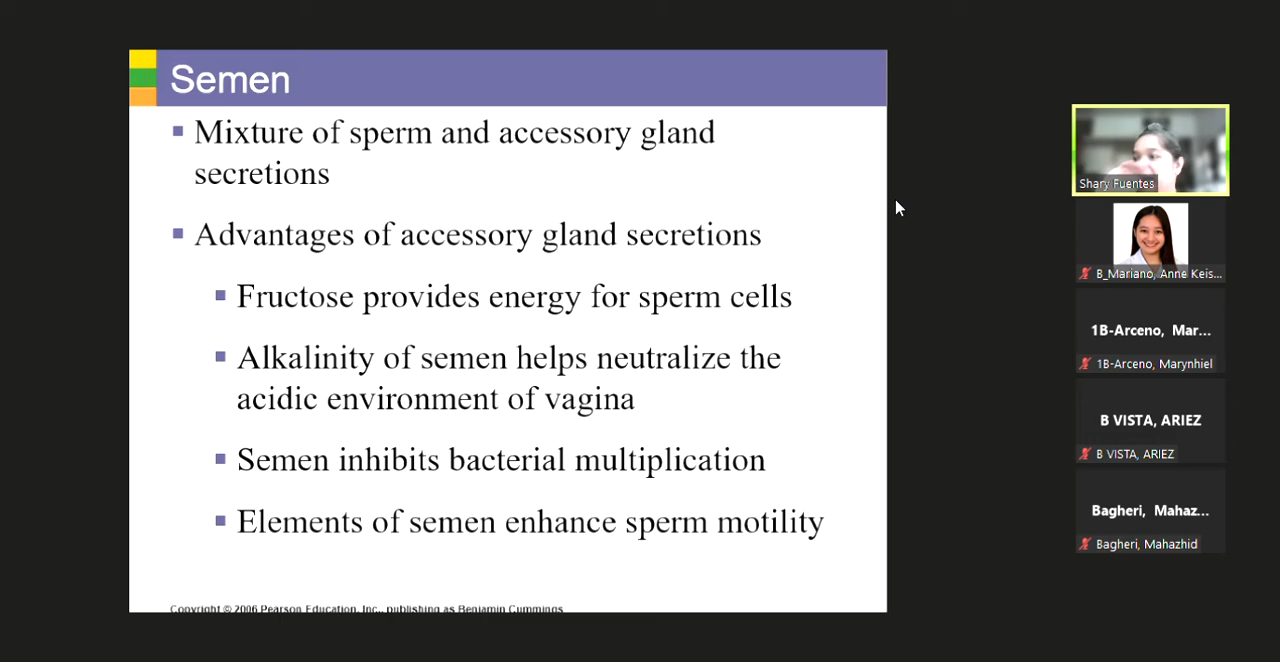 Semen
Mixture of sperm and accessory gland
secretions
Advantages of accessory gland secretions
Fructose provides energy for sperm cells
Alkalinity of semen helps neutralize the
acidic environment of vagina
Semen inhibits bacterial multiplication
Elements of semen enhance sperm motility
Copyright © 2006 Pearson Education, Inc., publishing as Benjamin Cummings
Shary Fuentes
B_Mariano, Anne Keis...
1B-Arceno, Mar...
1B-Arceno, Marynhiel
B VISTA, ARIEZ
B VISTA, ARIEZ
Bagheri, Mahaz...
Bagheri, Mahazhid